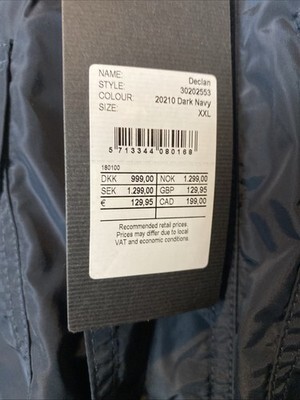 NAME: Declan
STYLE: 30202553
COLOUR: 20210 Dark Navy
SIZE: XXL
5 713344 080169
180100
DKK 999,00 NOK 1.299,00
SEK 1.299,00 GBP 129,95
€ 129,95 CAD 199,00
Recommended retail prices.
Prices may differ due to local
VAT and economic conditions